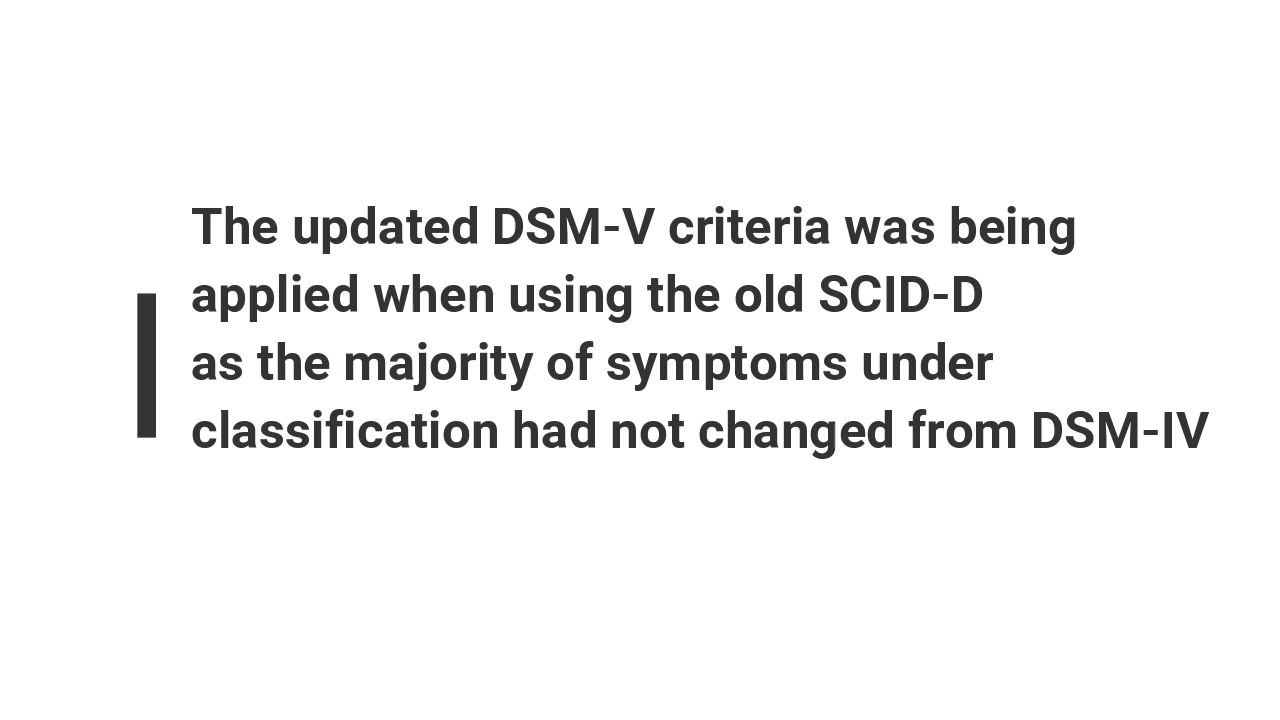 The updated DSM-V criteria was being
applied when using the old SCID-D
as the majority of symptoms under
classification had not changed from DSM-IV